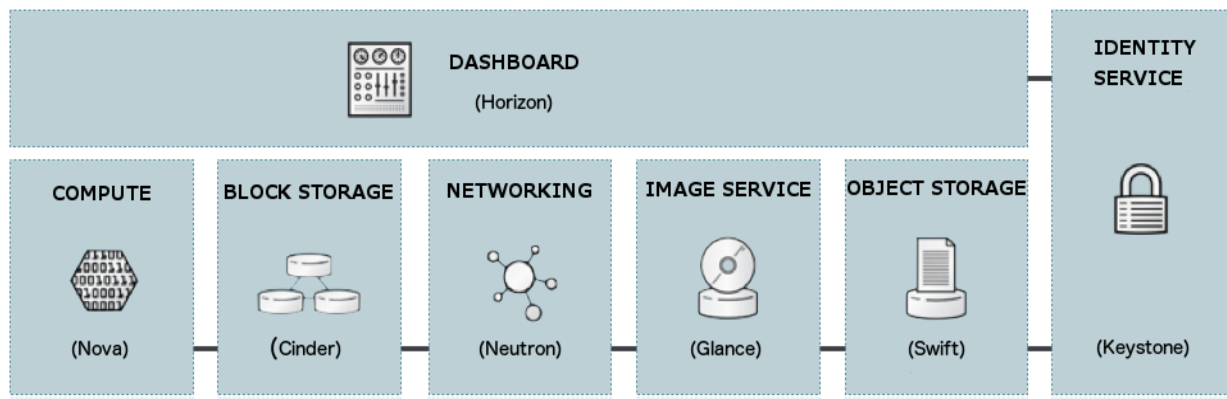 DASHBOARD
(Horizon)
IDENTITY
SERVICE
COMPUTE
BLOCK STORAGE
NETWORKING
IMAGE SERVICE
OBJECT STORAGE
(Nova)
(Cinder)
(Neutron)
(Glance)
(Swift)
(Keystone)